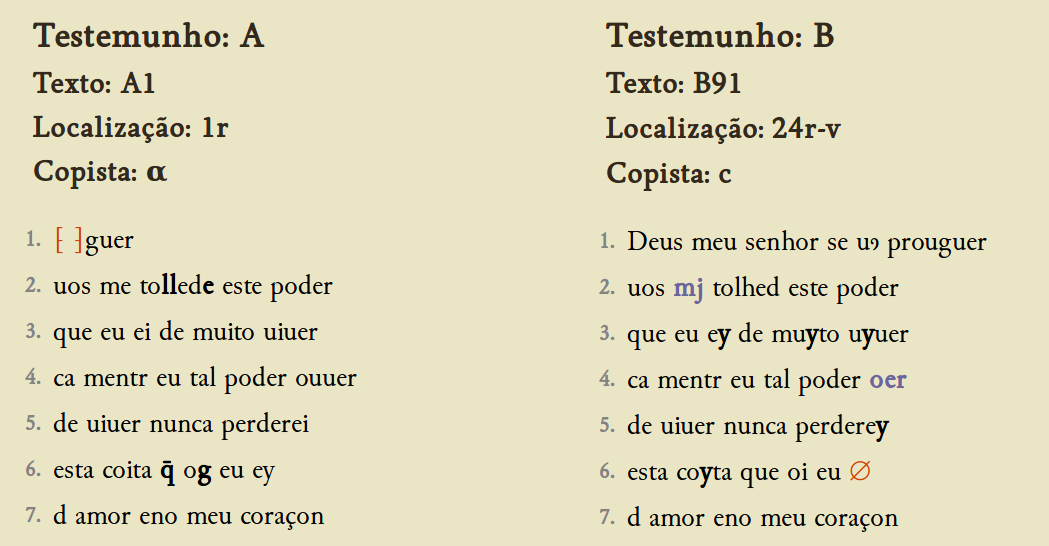 Testemunho: A
Texto: A1
Localização: 1r
Copista: α
1. [ ]guer
2. uos me tollede este poder
3. que eu ei de muito uiuer
4. ca mentr eu tal poder ouuer
5. de uiuer nunca perderei
6. esta coita q̄ og eu ey
7. d amor eno meu coraçon
Testemunho: B
Texto: B91
Localização: 24r-v
Copista: c
1. Deus meu senhor se uꝯ prouguer
2. uos mj tolhed este poder
3. que eu ey de muyto uyuer
4. ca mentr eu tal poder oer
5. de uiuer nunca perderey
6. esta coyta que oi eu ∅
7. d amor eno meu coraçon